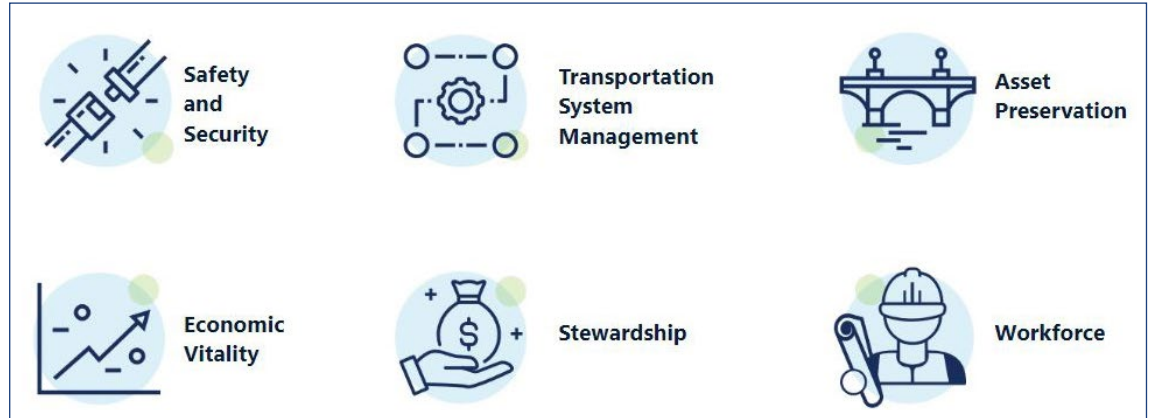 Safety
and
Security
Transportation
System
Management
Asset
Preservation
Economic
Vitality
$
Stewardship
Workforce